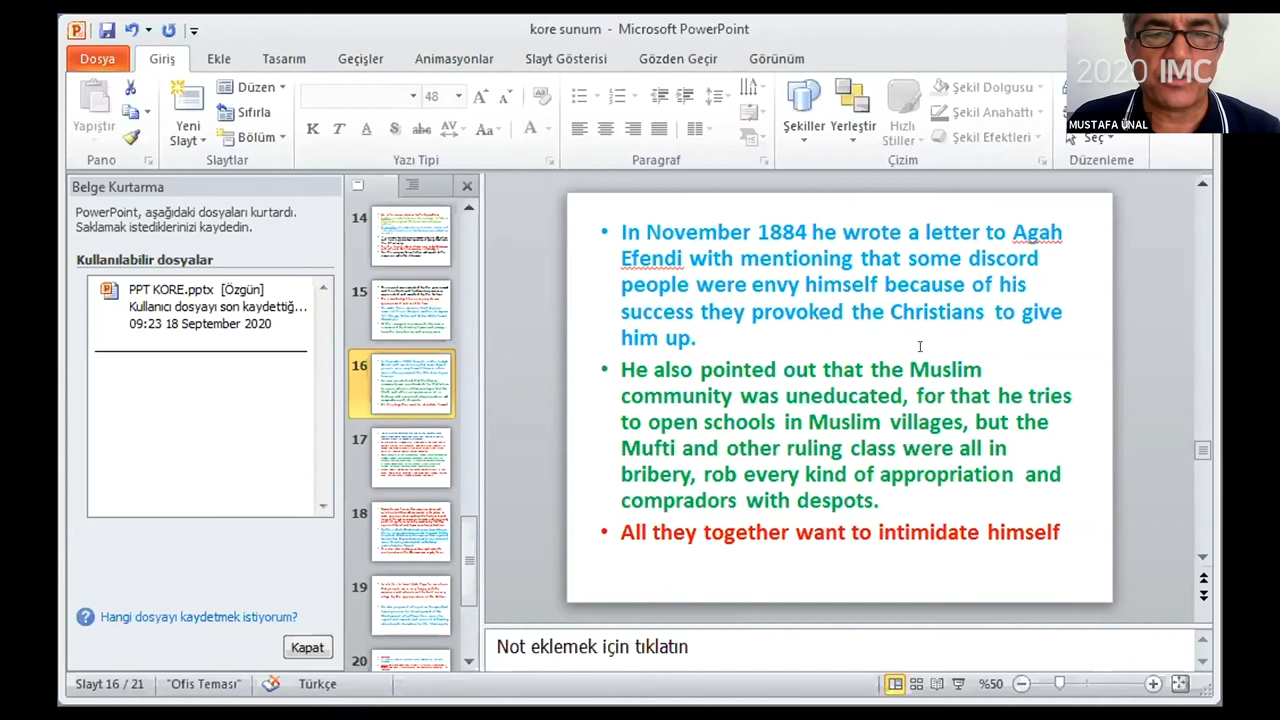 kore sunum - Microsoft PowerPoint
2020 IMC
MUSTAFA ÜNAL
Dosya Giriş Ekle Tasarım Geçişler Animasyonlar Slayt Gösterisi Gözden Geçir Görünüm
Yapıştır
Pano
Yeni
Slayt
Düzen
Sıfırla
Bölüm
Slaytlar
48
K T A S abc AV Aa A
Yazı Tipi
Paragraf
Şekiller
Yerleştir
Hızlı
Stiller
Şekil Dolgusu
Şekil Anahattı
Şekil Efektleri
Çizim
Seç
Düzenleme
Belge Kurtarma
PowerPoint, aşağıdaki dosyaları kurtardı.
Saklamak istediklerinizi kaydedin.
Kullanılabilir dosyalar
PPT KORE.pptx [Özgün]
Kullanıcı dosyayı son kaydettiğ...
09:23 18 September 2020
Hangi dosyayı kaydetmek istiyorum?
Kapat
14
15
16
17
18
19
20
• In November 1884 he wrote a letter to Agah
Efendi with mentioning that some discord
people were envy himself because of his
success they provoked the Christians to give
him up.
• He also pointed out that the Muslim
community was uneducated, for that he tries
to open schools in Muslim villages, but the
Mufti and other ruling class were all in
bribery, rob every kind of appropriation and
compradors with despots.
• All they together want to intimidate himself
Not eklemek için tıklatın
Slayt 16 / 21 "Ofis Teması" Türkçe %50